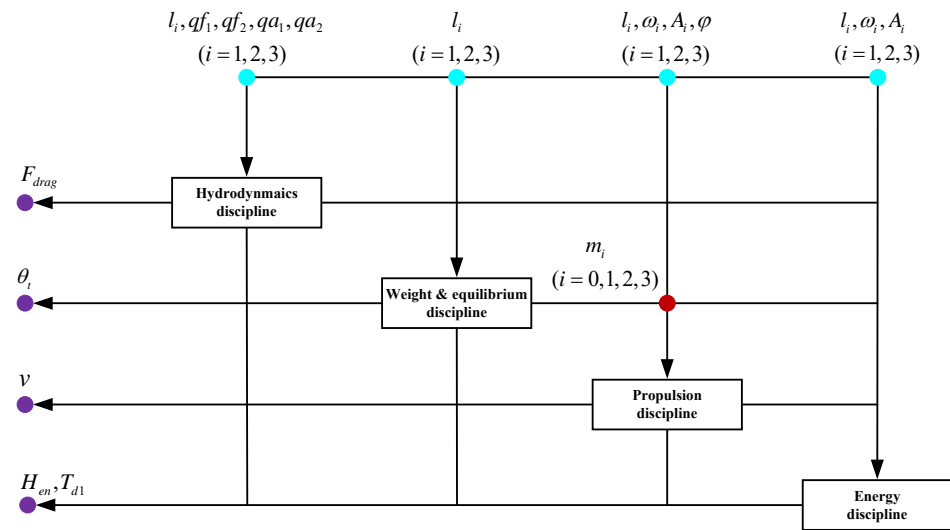 l_i, qf_1, qf_2, qa_1, qa_2
(i = 1, 2, 3)
l_i
(i = 1, 2, 3)
l_i, ω_i, A_i, φ
(i = 1, 2, 3)
l_i, ω_i, A_i
(i = 1, 2, 3)
F_drag
Hydrodynmaics
discipline
m_i
(i = 0, 1, 2, 3)
θ_t
Weight & equilibrium
discipline
v
Propulsion
discipline
H_en, T_d1
Energy
discipline